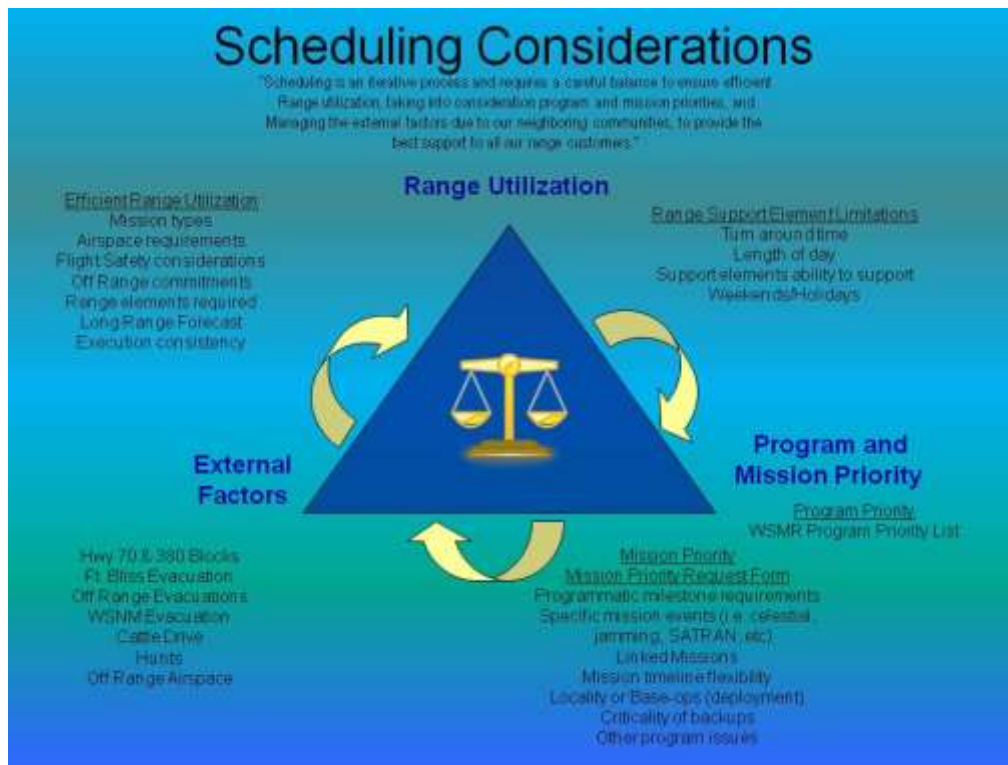 Scheduling Considerations
"Scheduling is an iterative process and requires a careful balance to ensure efficient
Range utilization, taking into consideration program and mission priorities, and
Managing the external factors due to our neighboring communities, to provide the
best support to all our range customers."
Range Utilization
Efficient Range Utilization
Mission types
Airspace requirements
Flight Safety considerations
Off Range commitments
Range elements required
Long Range Forecast
Execution consistency
Range Support Element Limitations
Turn around time
Length of day
Support elements ability to support
Weekends/Holidays
External
Factors
Program and
Mission Priority
Program Priority
WSMR Program Priority List
Hwy 70 & 380 Blocks
Ft. Bliss Evacuation
Off Range Evacuations
WSNM Evacuation
Cattle Drive
Hunts
Off Range Airspace
Mission Priority
Mission Priority Request Form
Programmatic milestone requirements
Specific mission events (i.e. celestial,
jamming, SATRAN, etc)
Linked Missions
Mission timeline flexibility
Locality or Base-ops (deployment)
Criticality of backups
Other program issues